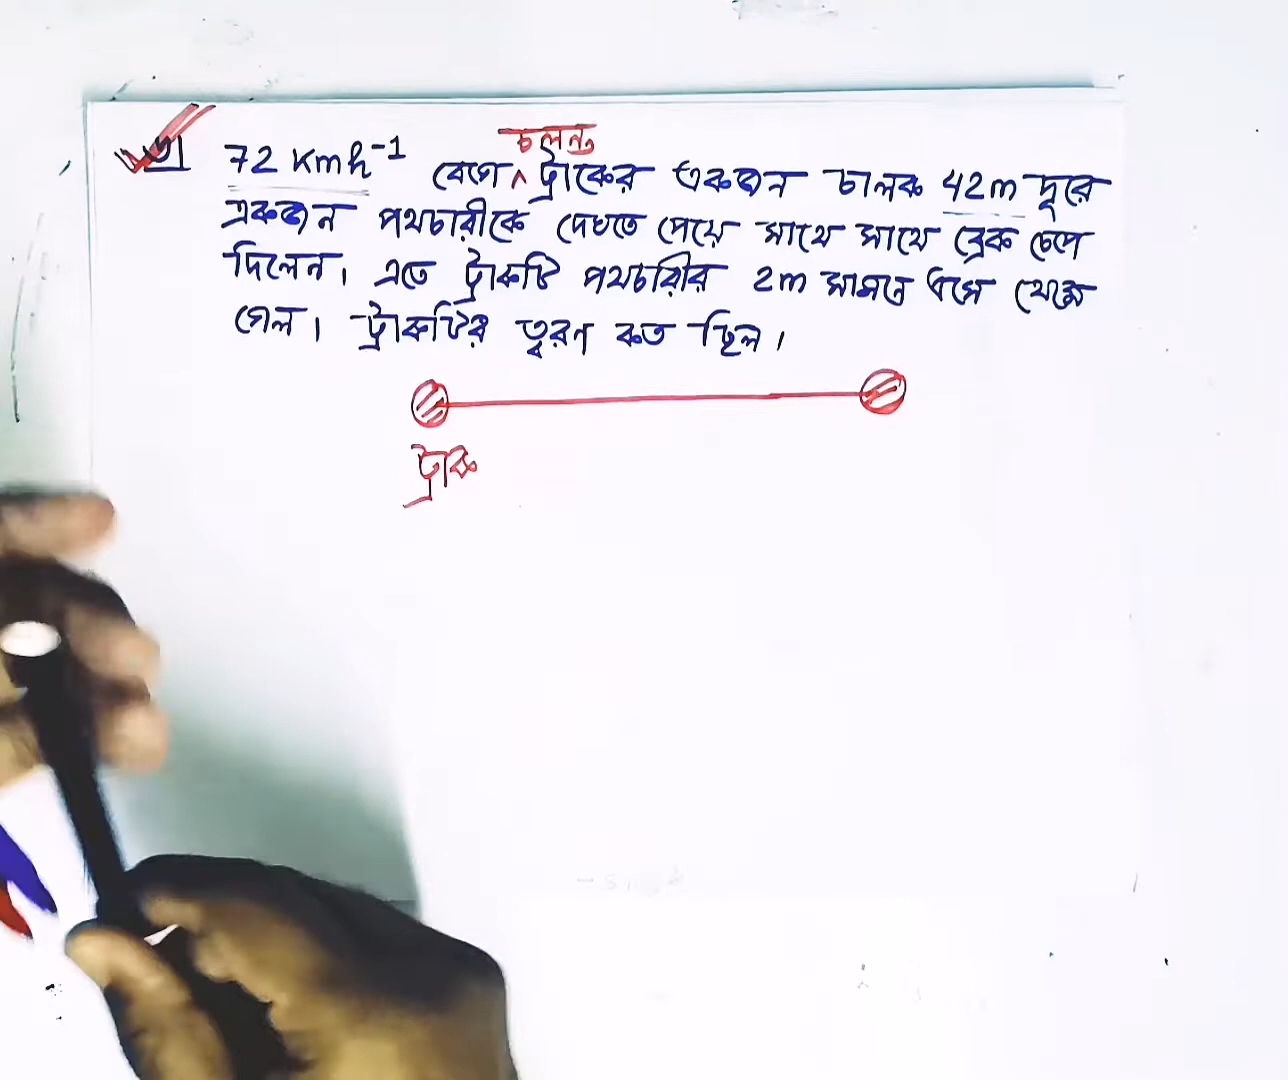 ৩| 72 Kmh⁻¹ বেগে ^ চলন্ত ট্রাকের একজন চালক 42m দূরে
একজন পথচারীকে দেখতে পেয়ে সাথে সাথে ব্রেক চেপে
দিলেন। এতে ট্রাকটি পথচারীর 2m সামনে এসে থেমে
গেল। ট্রাকটির ত্বরণ কত ছিল।
ট্রাক